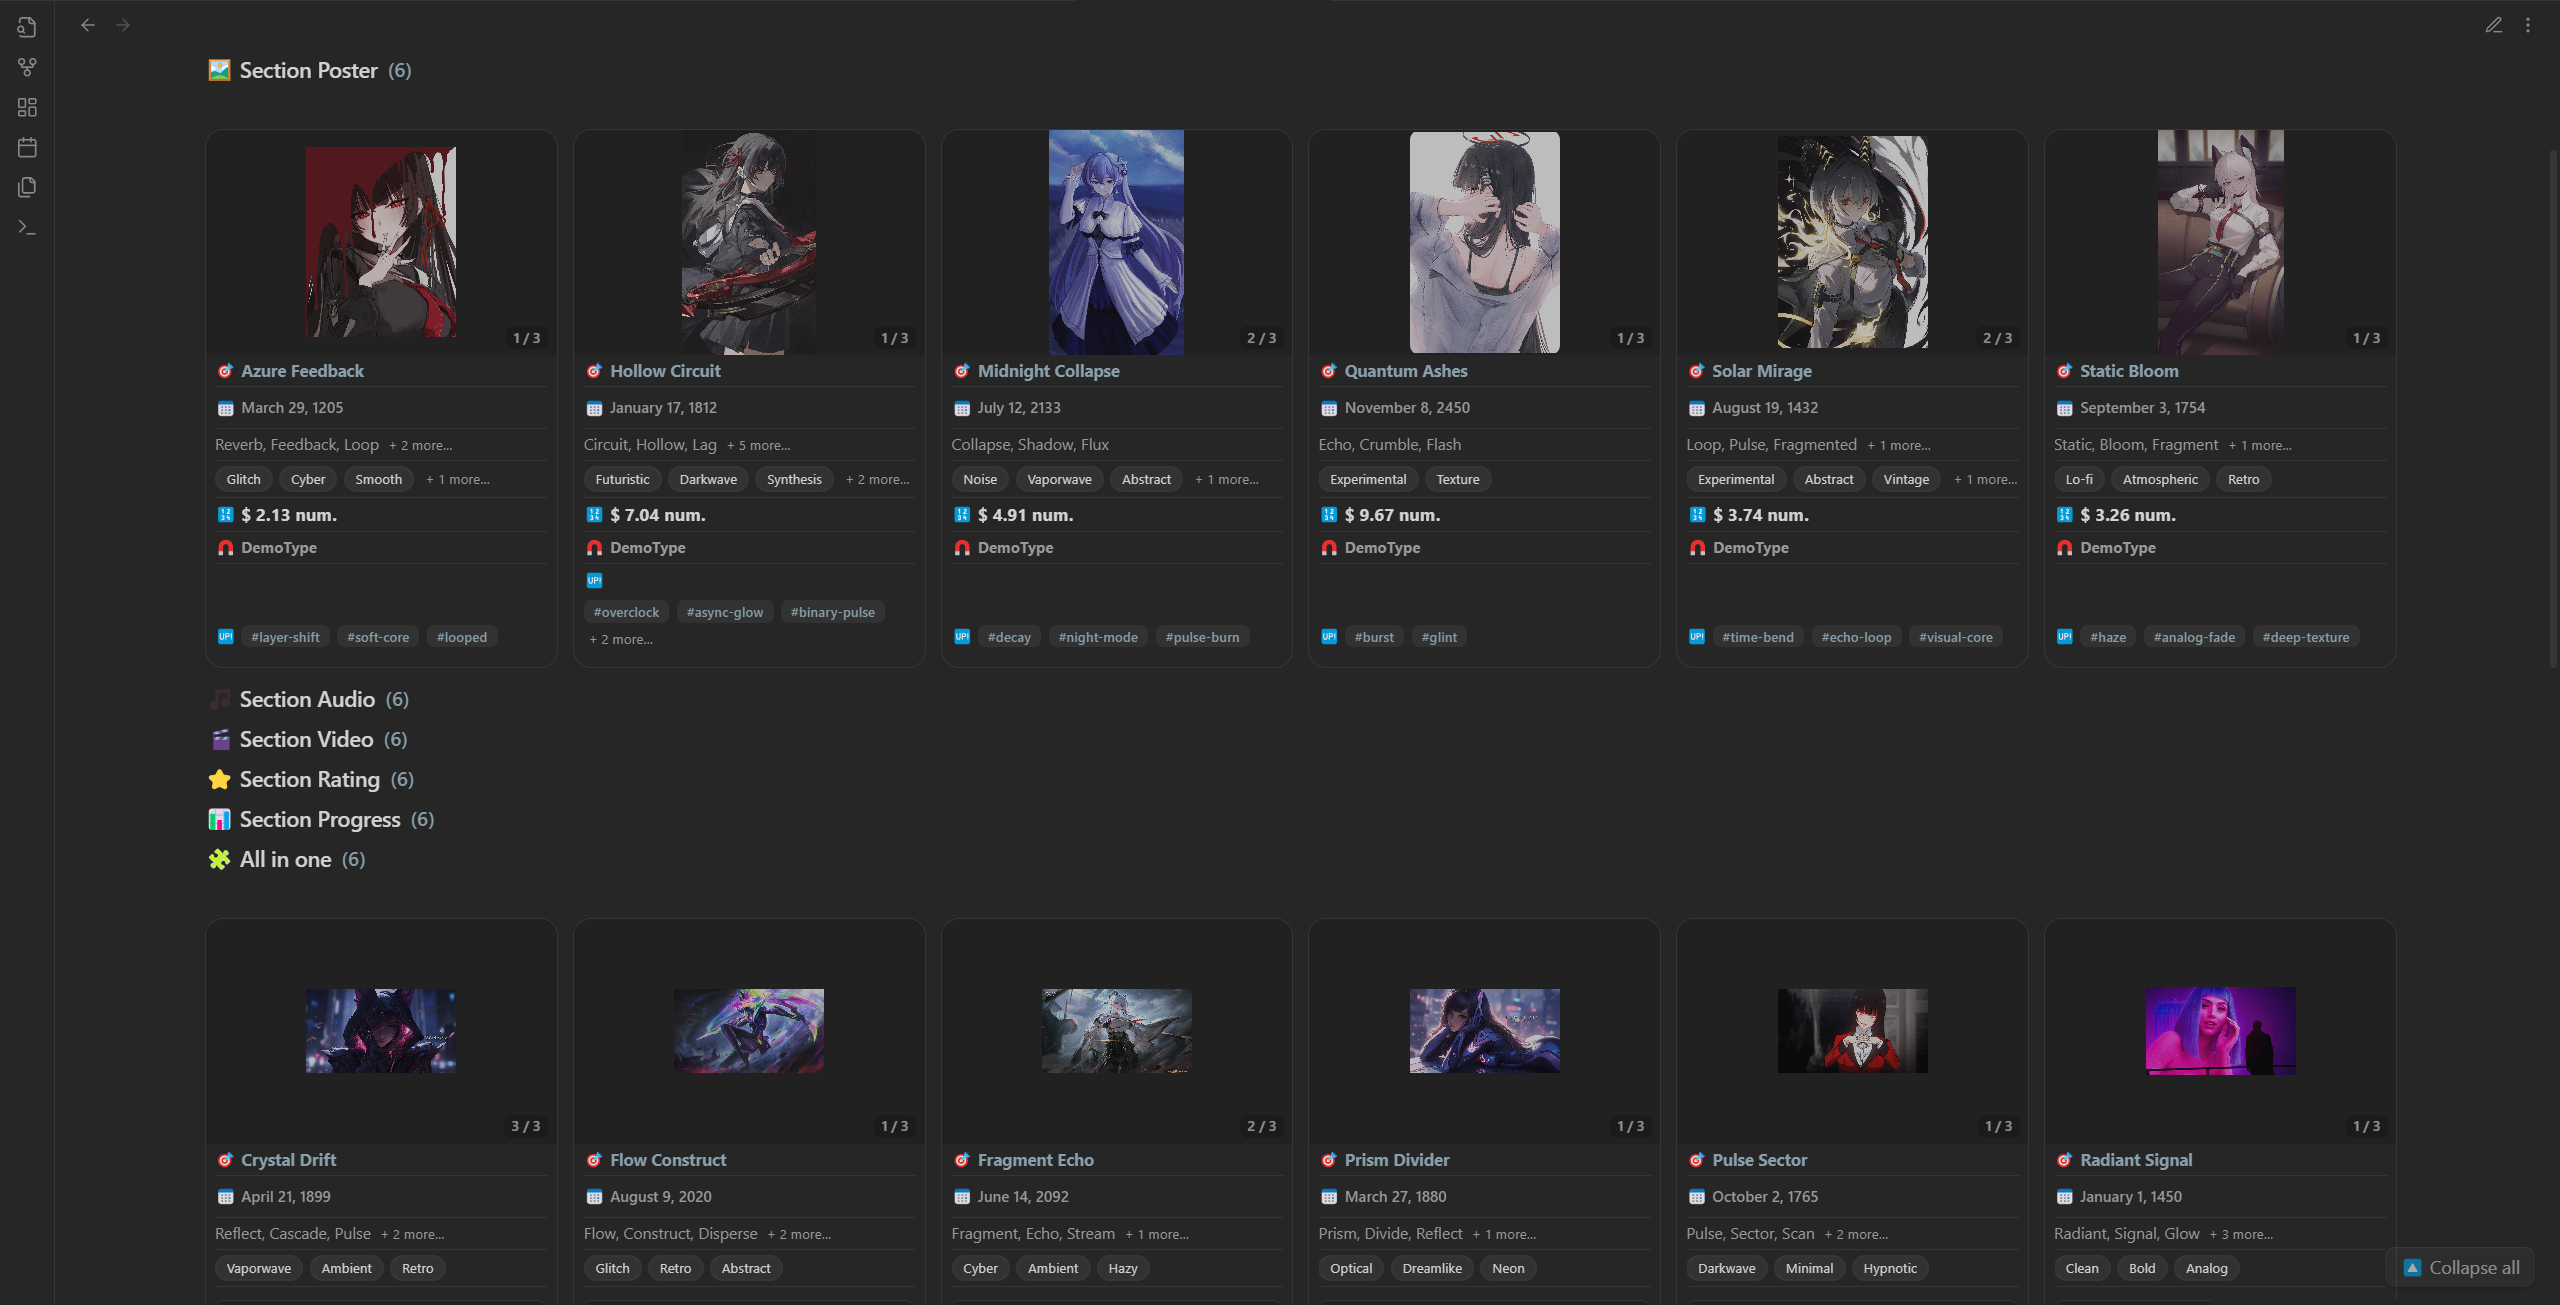 Section Poster (6)
1 / 3
1 / 3
2 / 3
1 / 3
2 / 3
1 / 3
Azure Feedback
March 29, 1205
Reverb, Feedback, Loop + 2 more...
Glitch Cyber Smooth + 1 more...
$ 2.13 num.
DemoType
UP! #layer-shift #soft-core #looped
Hollow Circuit
January 17, 1812
Circuit, Hollow, Lag + 5 more...
Futuristic Darkwave Synthesis + 2 more...
$ 7.04 num.
DemoType
UP!
#overclock #async-glow #binary-pulse
+ 2 more...
Midnight Collapse
July 12, 2133
Collapse, Shadow, Flux
Noise Vaporwave Abstract + 1 more...
$ 4.91 num.
DemoType
UP! #decay #night-mode #pulse-burn
Quantum Ashes
November 8, 2450
Echo, Crumble, Flash
Experimental Texture
$ 9.67 num.
DemoType
UP! #burst #glint
Solar Mirage
August 19, 1432
Loop, Pulse, Fragmented + 1 more...
Experimental Abstract Vintage + 1 more...
$ 3.74 num.
DemoType
UP! #time-bend #echo-loop #visual-core
Static Bloom
September 3, 1754
Static, Bloom, Fragment + 1 more...
Lo-fi Atmospheric Retro
$ 3.26 num.
DemoType
UP! #haze #analog-fade #deep-texture
Section Audio (6)
Section Video (6)
Section Rating (6)
Section Progress (6)
All in one (6)
3 / 3
1 / 3
2 / 3
1 / 3
1 / 3
1 / 3
Crystal Drift
April 21, 1899
Reflect, Cascade, Pulse + 2 more...
Vaporwave Ambient Retro
Flow Construct
August 9, 2020
Flow, Construct, Disperse + 2 more...
Glitch Retro Abstract
Fragment Echo
June 14, 2092
Fragment, Echo, Stream + 1 more...
Cyber Ambient Hazy
Prism Divider
March 27, 1880
Prism, Divide, Reflect + 1 more...
Optical Dreamlike Neon
Pulse Sector
October 2, 1765
Pulse, Sector, Scan + 2 more...
Darkwave Minimal Hypnotic
Radiant Signal
January 1, 1450
Radiant, Signal, Glow + 3 more...
Clean Bold Analog
Collapse all